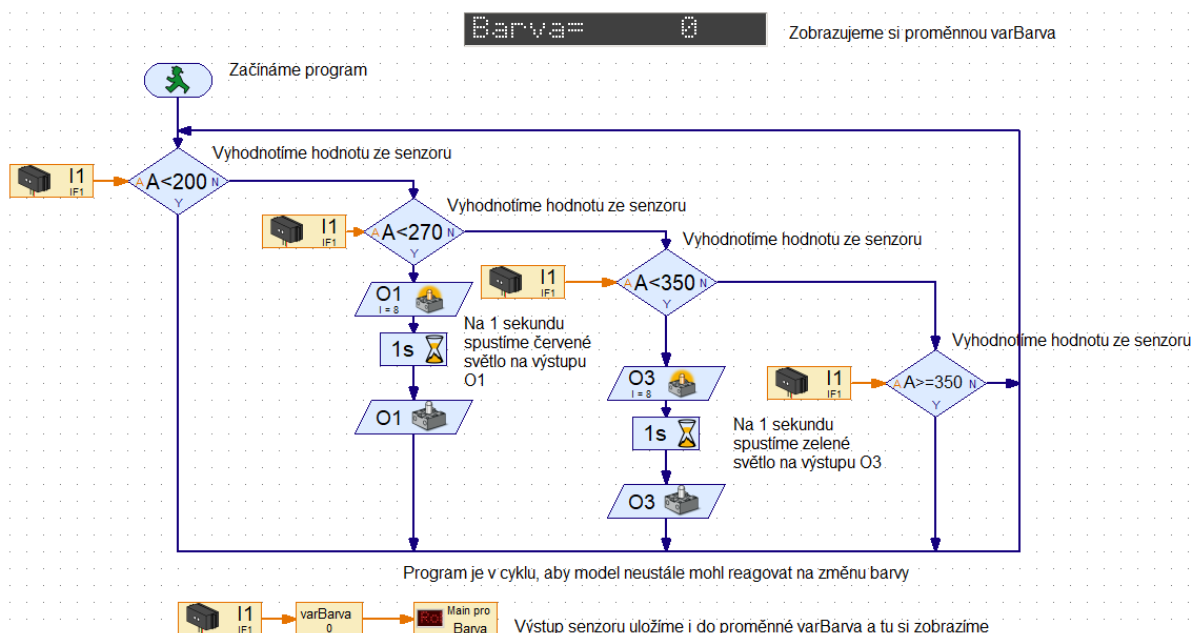 Barva= 0
Zobrazujeme si proměnnou varBarva
Začínáme program
Vyhodnotíme hodnotu ze senzoru
I1
IF1
A A<200 N
Y
Vyhodnotíme hodnotu ze senzoru
I1
IF1
A A<270 N
Y
Vyhodnotíme hodnotu ze senzoru
I1
IF1
A A<350 N
Y
O1
I = 8
Na 1 sekundu
spustíme červené
světlo na výstupu
O1
1s
O1
Vyhodnotíme hodnotu ze senzoru
I1
IF1
A A>=350 N
Y
O3
I = 8
1s
Na 1 sekundu
spustíme zelené
světlo na výstupu O3
O3
Program je v cyklu, aby model neustále mohl reagovat na změnu barvy
I1
IF1
varBarva
0
Main pro
Barva
Výstup senzoru uložíme i do proměnné varBarva a tu si zobrazíme